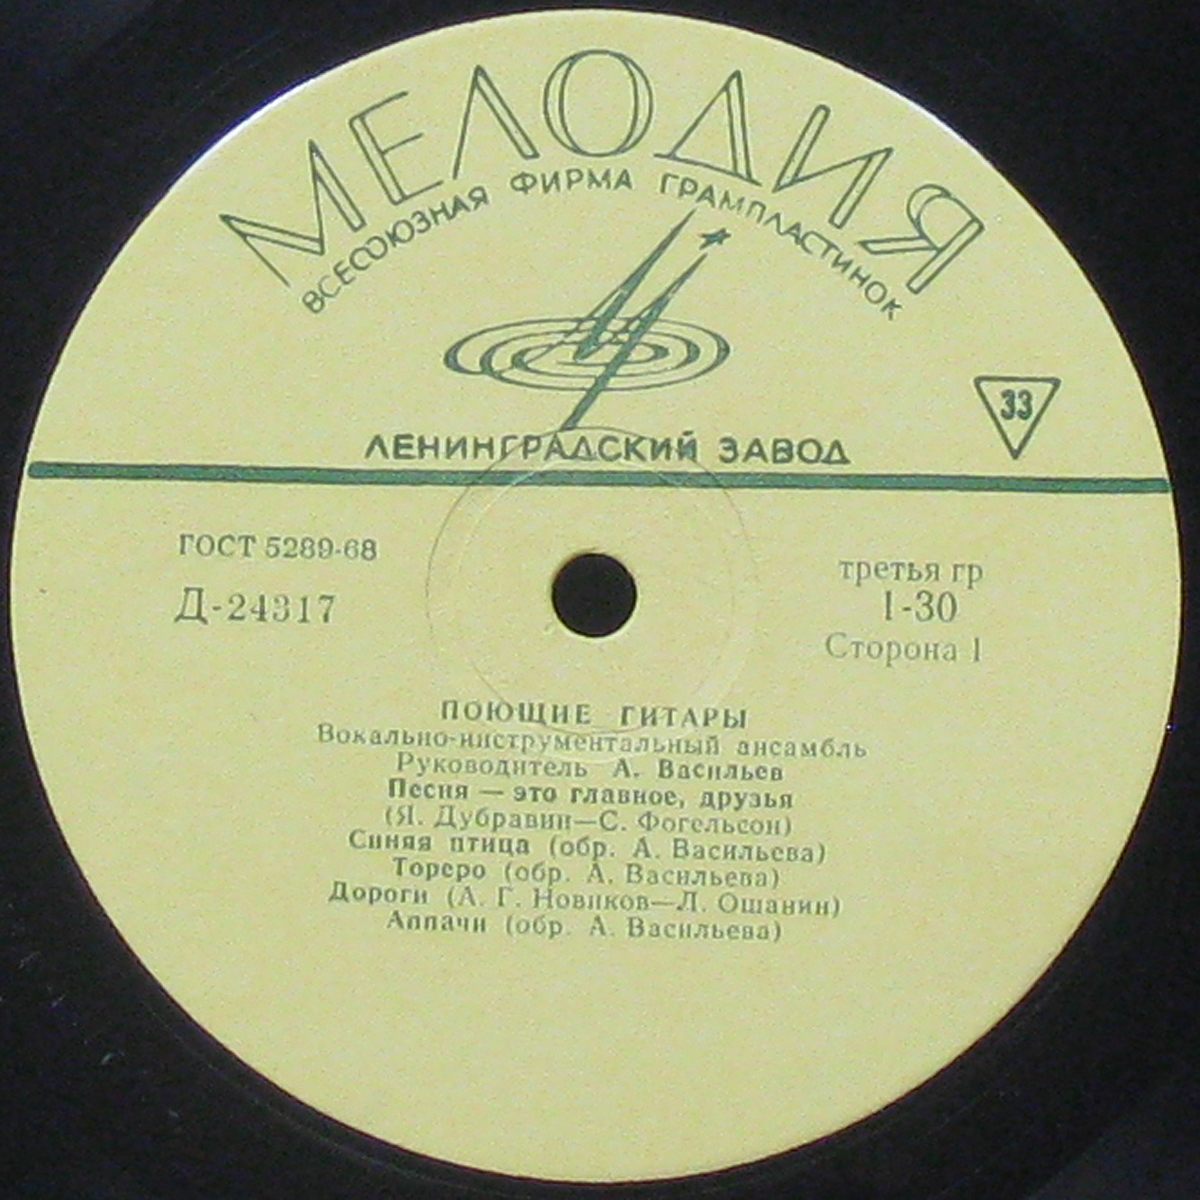 МЕЛОДИЯ
ВСЕСОЮЗНАЯ ФИРМА ГРАМПЛАСТИНОК
33
ЛЕНИНГРАДСКИЙ ЗАВОД
ГОСТ 5289-68
Д-24317
третья гр
1-30
Сторона 1
ПОЮЩИЕ ГИТАРЫ
Вокально-инструментальный ансамбль
Руководитель А. Васильев
Песня — это главное, друзья
(Я. Дубравин—С. Фогельсон)
Синяя птица (обр. А. Васильева)
Тореро (обр. А. Васильева)
Дороги (А. Г. Новиков—Л. Ошанин)
Аппачи (обр. А. Васильева)